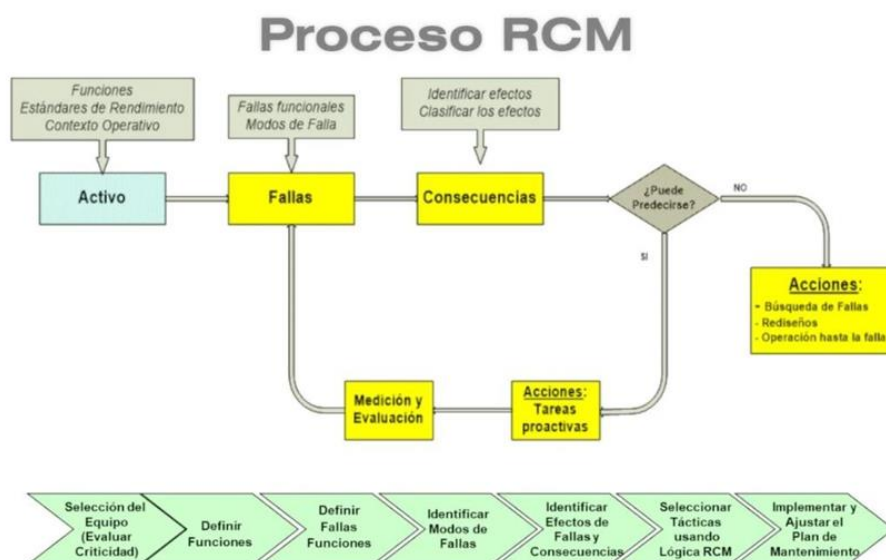 Proceso RCM
Funciones
Estándares de Rendimiento
Contexto Operativo
Fallas funcionales
Modos de Falla
Identificar efectos
Clasificar los efectos
Activo
Fallas
Consecuencias
¿Puede
Predecirse?
NO
SI
Acciones:
- Búsqueda de Fallas
- Rediseños
- Operación hasta la falla
Medición y
Evaluación
Acciones:
Tareas
proactivas
Selección del
Equipo
(Evaluar
Criticidad)
Definir
Funciones
Definir
Fallas
Funciones
Identificar
Modos de
Fallas
Identificar
Efectos de
Fallas y
Consecuencias
Seleccionar
Tácticas
usando
Lógica RCM
Implementar y
Ajustar el
Plan de
Mantenimiento